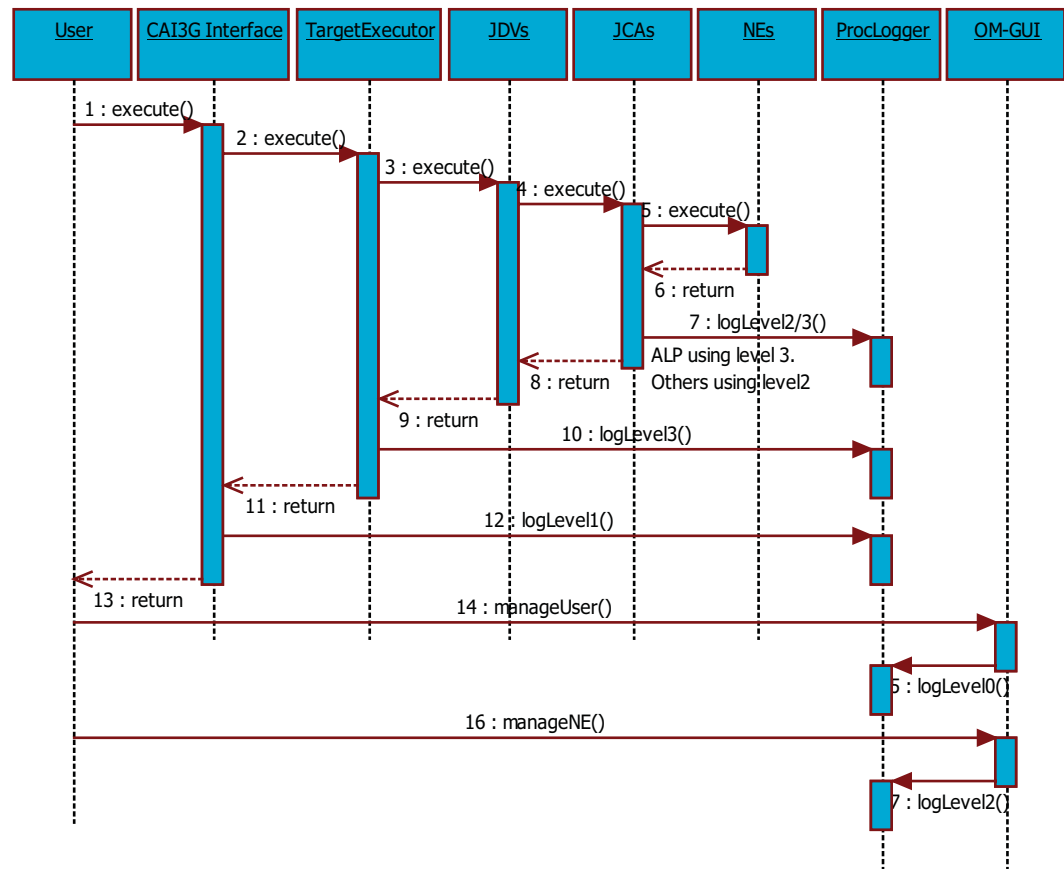 User
CAI3G Interface
TargetExecutor
JDVs
JCAs
NEs
ProcLogger
OM-GUI
1 : execute()
2 : execute()
3 : execute()
4 : execute()
5 : execute()
6 : return
7 : logLevel2/3()
ALP using level 3.
Others using level2
8 : return
9 : return
10 : logLevel3()
11 : return
12 : logLevel1()
13 : return
14 : manageUser()
5 : logLevel0()
16 : manageNE()
7 : logLevel2()